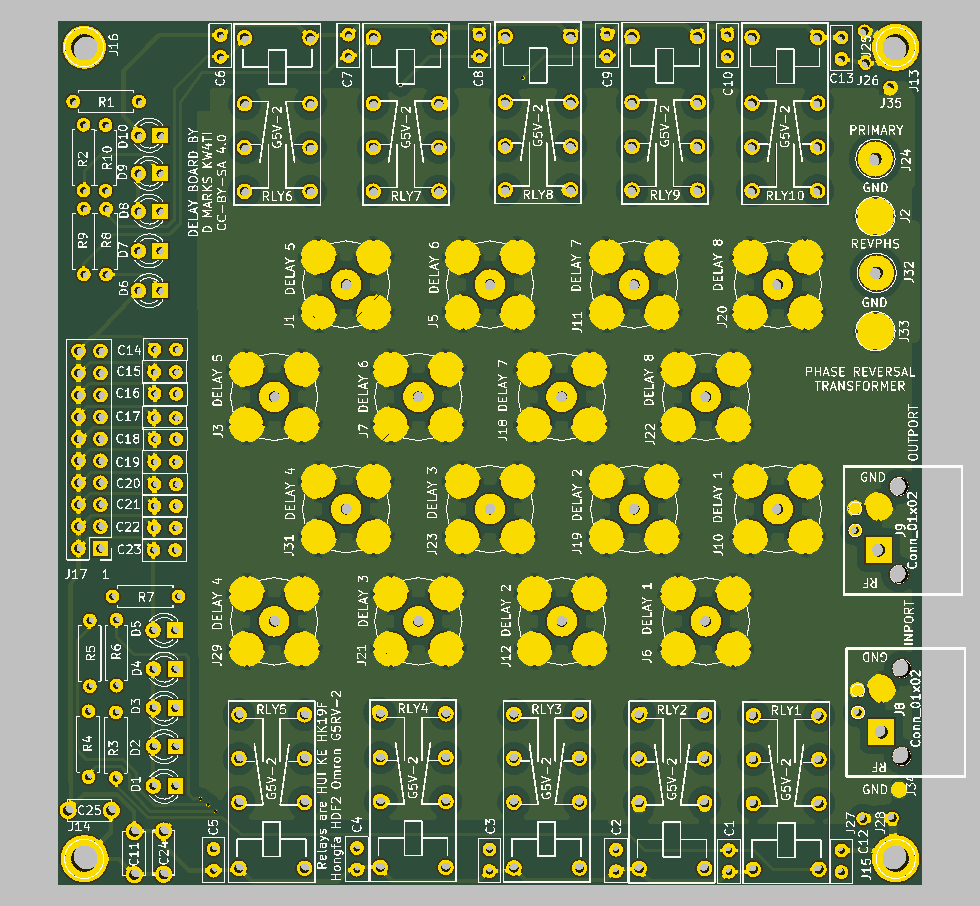 J16
C6
C7
C8
C9
C10
C13
J25
J26
J13
J35
R1
G5V-2
G5V-2
G5V-2
G5V-2
G5V-2
RLY6
RLY7
RLY8
RLY9
RLY10
R2
R10
D10
D9
D8
D7
D6
R9
R8
DELAY BOARD BY
D MARKS KW4TI
CC-BY-SA 4.0
PRIMARY
J24
GND
J2
REVPHS
J32
GND
J33
PHASE REVERSAL
TRANSFORMER
DELAY 5
J1
DELAY 6
J5
DELAY 7
J11
DELAY 8
J20
DELAY 5
J3
DELAY 6
J7
DELAY 7
J18
DELAY 8
J22
C14
C15
C16
C17
C18
C19
C20
C21
C22
C23
J17 1
DELAY 4
J31
DELAY 3
J23
DELAY 2
J19
DELAY 1
J10
DELAY 4
J29
DELAY 3
J21
DELAY 2
J12
DELAY 1
J6
OUTPORT
GND
J9
Conn_01x02
RF
INPORT
GND
J8
Conn_01x02
RF
GND
J34
R7
R5
R6
D5
D4
D3
D2
D1
R4
R3
C25
J14
C11
C24
RLY5
RLY4
RLY3
RLY2
RLY1
G5V-2
G5V-2
G5V-2
G5V-2
G5V-2
Relays are HUI KE HK19F
Hongfa HDF2 Omron G5RV-2
C5
C4
C3
C2
C1
J27
J28
C12
J15